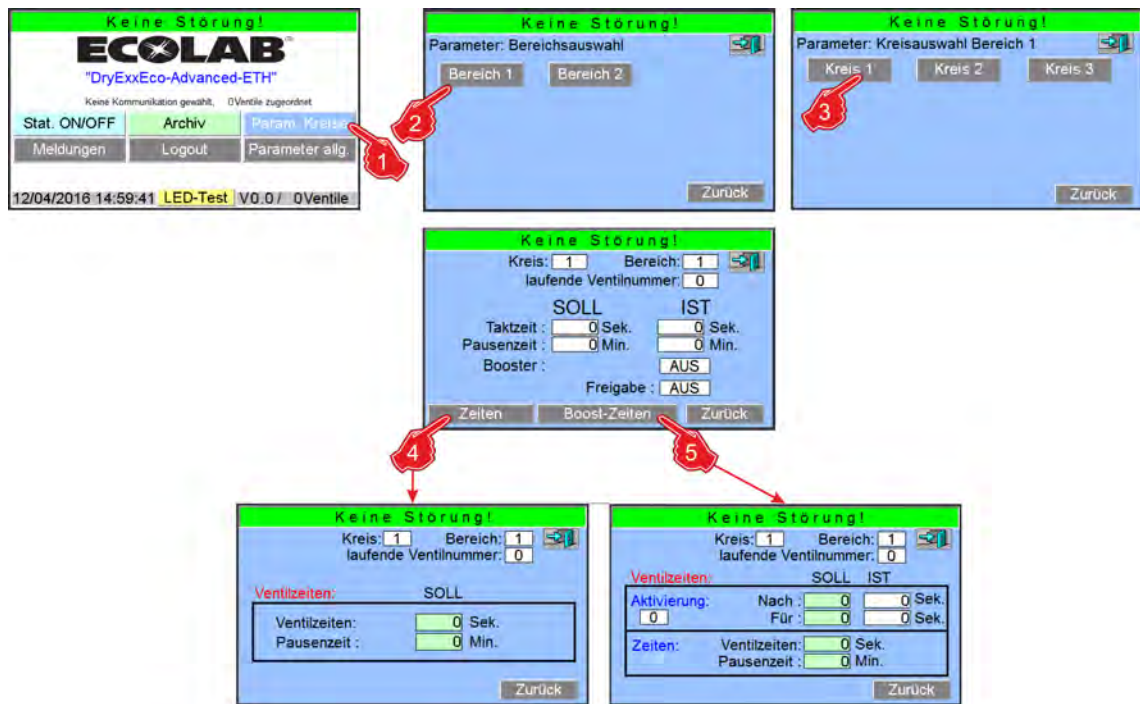 Keine Störung!
ECOLAB®
"DryExxEco-Advanced-ETH"
Keine Kommunikation gewählt, 0Ventile zugeordnet
Stat. ON/OFF Archiv Param. Kreise
Meldungen Logout Parameter allg.
12/04/2016 14:59:41 LED-Test V0.0 / 0Ventile
1
Keine Störung!
Parameter: Bereichsauswahl
Bereich 1 Bereich 2
2
Zurück
Keine Störung!
Parameter: Kreisauswahl Bereich 1
Kreis 1 Kreis 2 Kreis 3
3
Zurück
Keine Störung!
Kreis: 1 Bereich: 1
laufende Ventilnummer: 0
SOLL IST
Taktzeit : 0 Sek. 0 Sek.
Pausenzeit : 0 Min. 0 Min.
Booster : AUS
Freigabe : AUS
Zeiten Boost-Zeiten Zurück
4 5
Keine Störung!
Kreis: 1 Bereich: 1
laufende Ventilnummer: 0
Ventilzeiten: SOLL
Ventilzeiten: 0 Sek.
Pausenzeit : 0 Min.
Zurück
Keine Störung!
Kreis: 1 Bereich: 1
laufende Ventilnummer: 0
Ventilzeiten: SOLL IST
Aktivierung: Nach : 0 0 Sek.
0 Für : 0 0 Sek.
Zeiten: Ventilzeiten: 0 Sek.
Pausenzeit : 0 Min.
Zurück